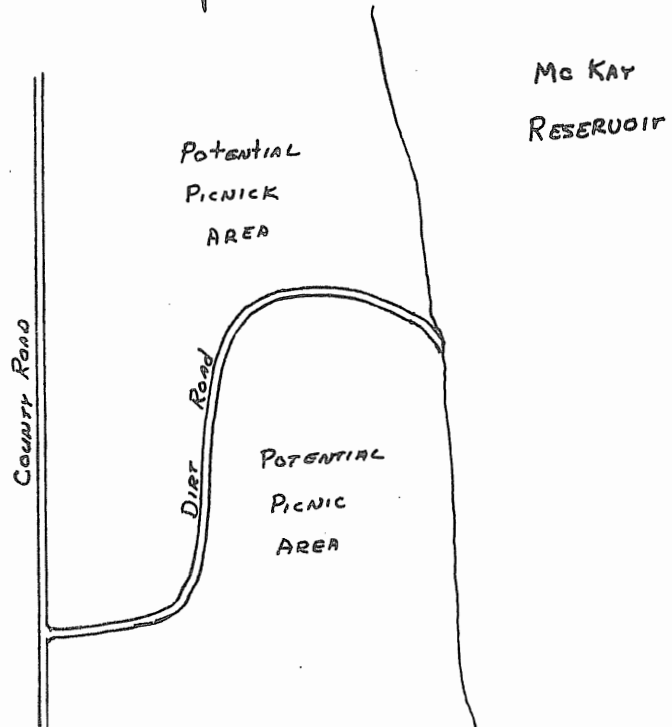 Mc Kay
Reservoir
Potential
Picnick
Area
County Road
Dirt Road
Potential
Picnic
Area